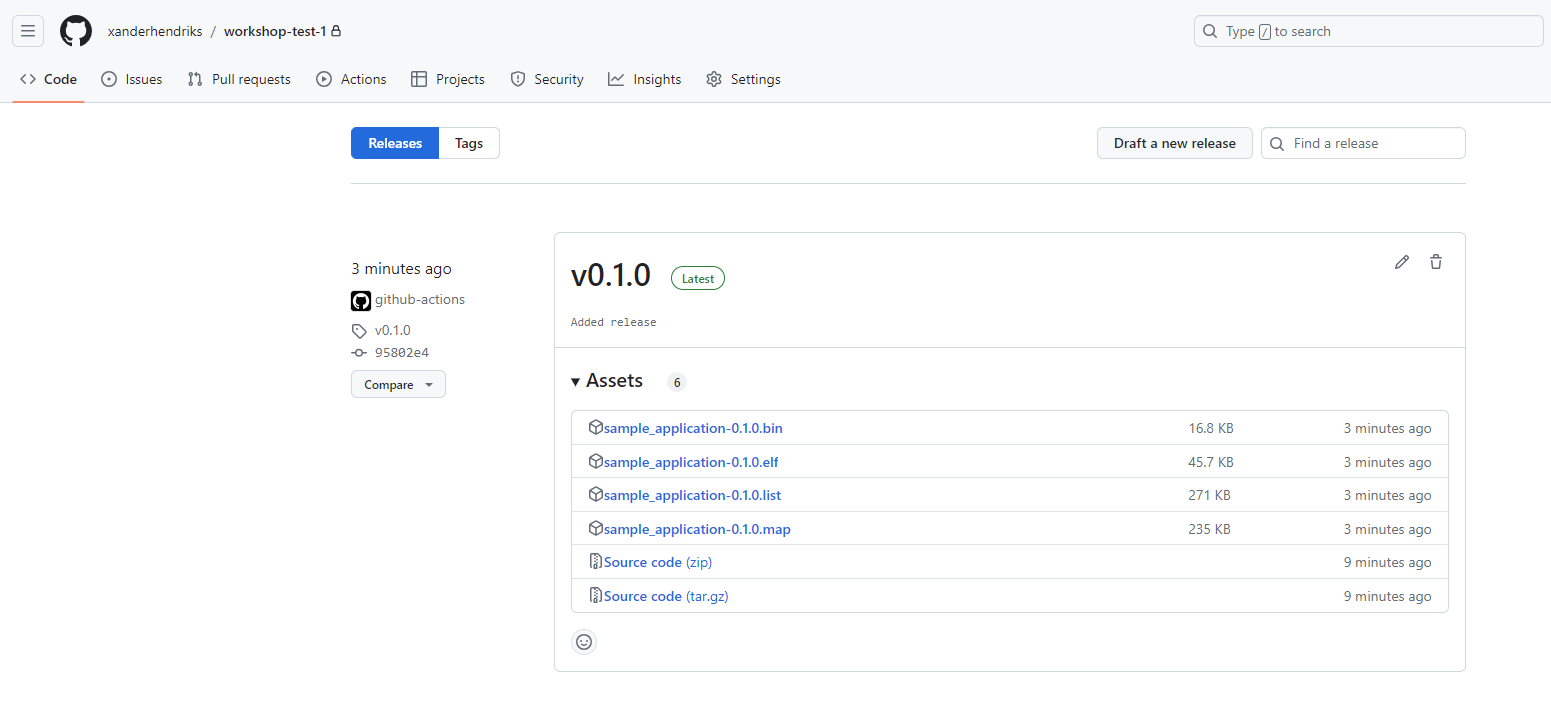 xanderhendriks / workshop-test-1
Type / to search
Code Issues Pull requests Actions Projects Security Insights Settings
Releases Tags
Draft a new release
Find a release
3 minutes ago
github-actions
v0.1.0
95802e4
Compare
v0.1.0 Latest
Added release
Assets 6
sample_application-0.1.0.bin 16.8 KB 3 minutes ago
sample_application-0.1.0.elf 45.7 KB 3 minutes ago
sample_application-0.1.0.list 271 KB 3 minutes ago
sample_application-0.1.0.map 235 KB 3 minutes ago
Source code (zip) 9 minutes ago
Source code (tar.gz) 9 minutes ago